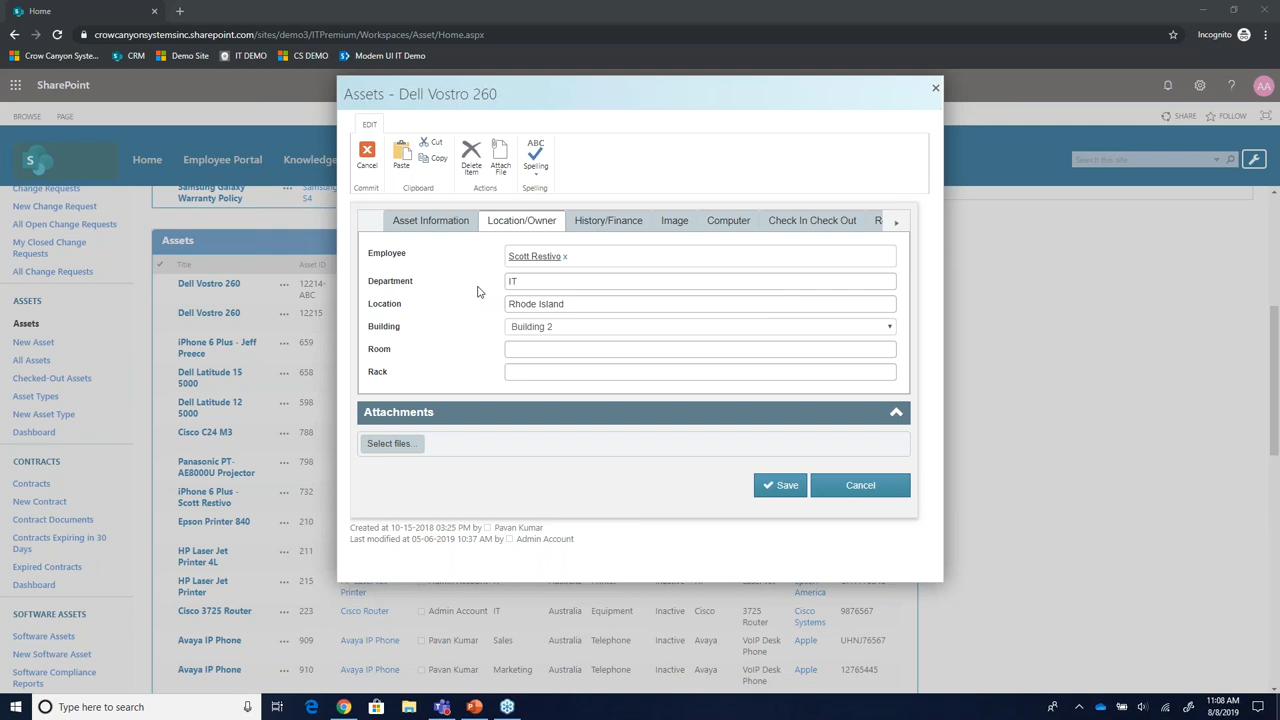 Home
crowcanyonsystemsinc.sharepoint.com/sites/demo3/ITPremium/Workspaces/Asset/Home.aspx
Incognito
Crow Canyon Syste...
CRM
Demo Site
IT DEMO
CS DEMO
Modern UI IT Demo
SharePoint
AA
BROWSE
PAGE
SHARE
FOLLOW
S
Home
Employee Portal
Knowledge
Search this site
Change Requests
New Change Request
All Open Change Requests
My Closed Change
Requests
All Change Requests
ASSETS
Assets
New Asset
All Assets
Checked-Out Assets
Asset Types
New Asset Type
Dashboard
CONTRACTS
Contracts
New Contract
Contract Documents
Contracts Expiring in 30
Days
Expired Contracts
Dashboard
SOFTWARE ASSETS
Software Assets
New Software Asset
Software Compliance
Reports
Samsung Galaxy
Warranty Policy
Samsung
S4
Assets
Title
Asset ID
Dell Vostro 260
12214-
ABC
Dell Vostro 260
12215
iPhone 6 Plus - Jeff
Preece
659
Dell Latitude 15
5000
658
Dell Latitude 12
5000
598
Cisco C24 M3
788
Panasonic PT-
AE8000U Projector
798
iPhone 6 Plus -
Scott Restivo
732
Epson Printer 840
210
HP Laser Jet
Printer 4L
211
HP Laser Jet
Printer
215
America
Cisco 3725 Router
223
Cisco Router
Admin Account
IT
Australia
Equipment
Inactive
Cisco
3725
Router
Cisco
Systems
9876567
Avaya IP Phone
909
Avaya IP Phone
Pavan Kumar
Sales
Australia
Telephone
Inactive
Avaya
VoIP Desk
Phone
Apple
UHNJ76567
Avaya IP Phone
910
Avaya IP Phone
Pavan Kumar
Marketing
Australia
Telephone
Inactive
Avaya
VoIP Desk
Phone
Apple
12765445
Assets - Dell Vostro 260
EDIT
Cancel
Paste
Cut
Copy
Delete
Item
Attach
File
ABC
Spelling
Commit
Clipboard
Actions
Spelling
Asset Information
Location/Owner
History/Finance
Image
Computer
Check In Check Out
R
Employee
Scott Restivo x
Department
IT
Location
Rhode Island
Building
Building 2
Room
Rack
Attachments
Select files...
Save
Cancel
Created at 10-15-2018 03:25 PM by Pavan Kumar
Last modified at 05-06-2019 10:37 AM by Admin Account
Type here to search
11:08 AM
8/8/2019